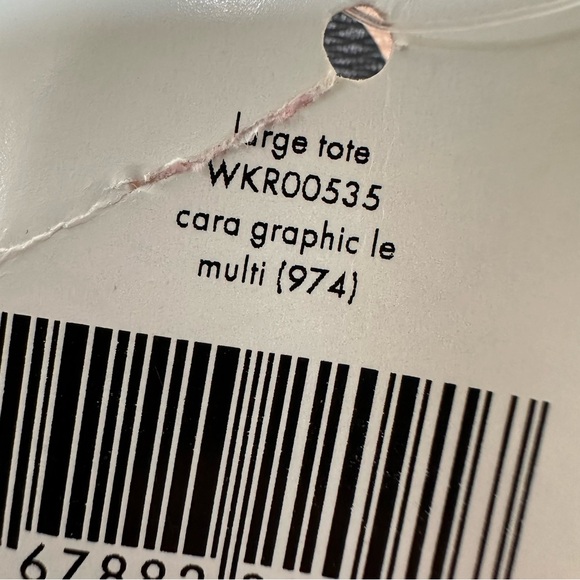 large tote
WKR00535
cara graphic le
multi (974)